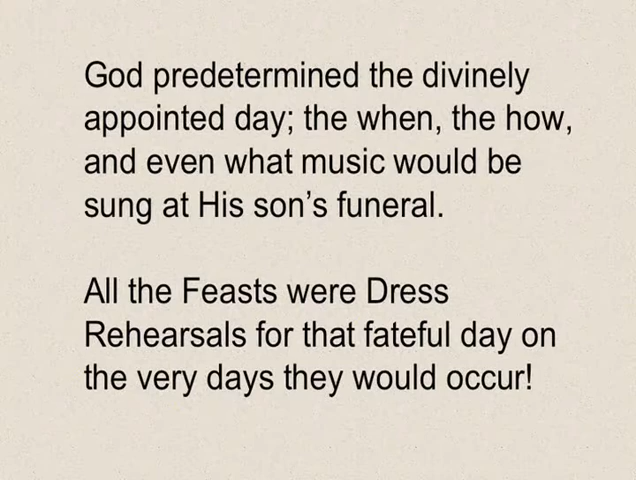 God predetermined the divinely
appointed day; the when, the how,
and even what music would be
sung at His son’s funeral.
All the Feasts were Dress
Rehearsals for that fateful day on
the very days they would occur!